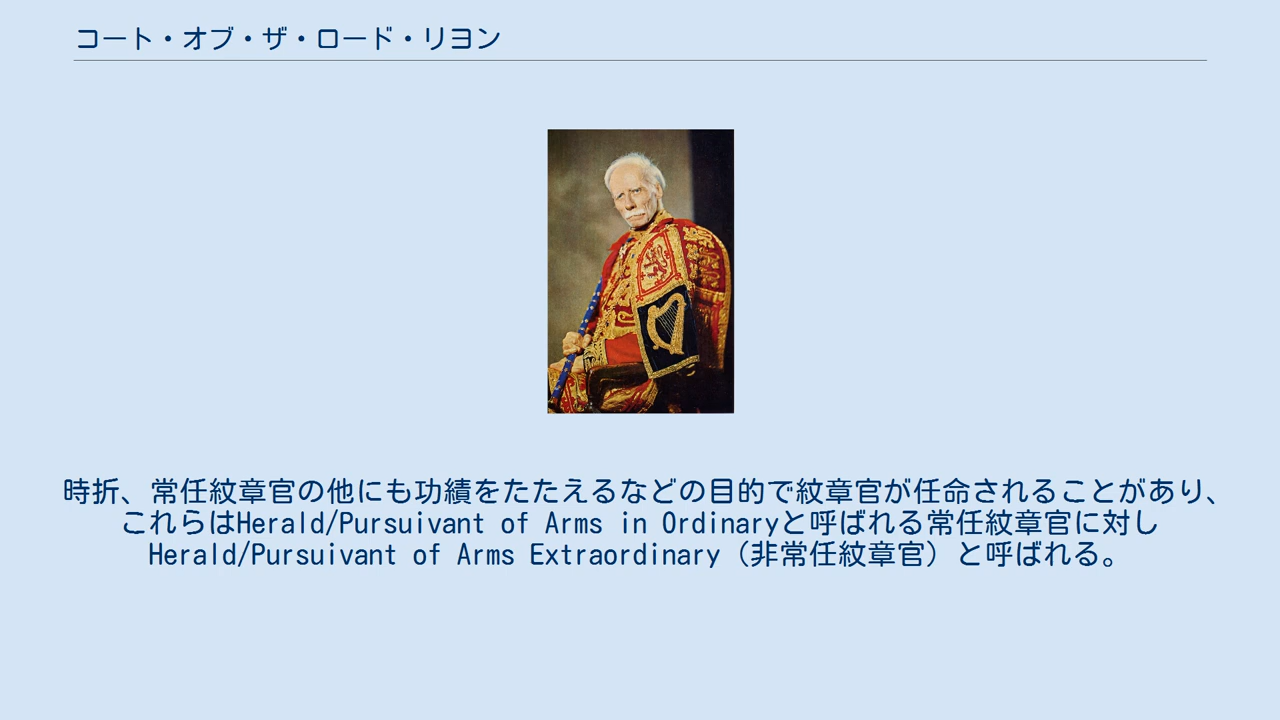 コート・オブ・ザ・ロード・リヨン
時折、常任紋章官の他にも功績をたたえるなどの目的で紋章官が任命されることがあり、
これらはHerald/Pursuivant of Arms in Ordinaryと呼ばれる常任紋章官に対し
Herald/Pursuivant of Arms Extraordinary（非常任紋章官）と呼ばれる。